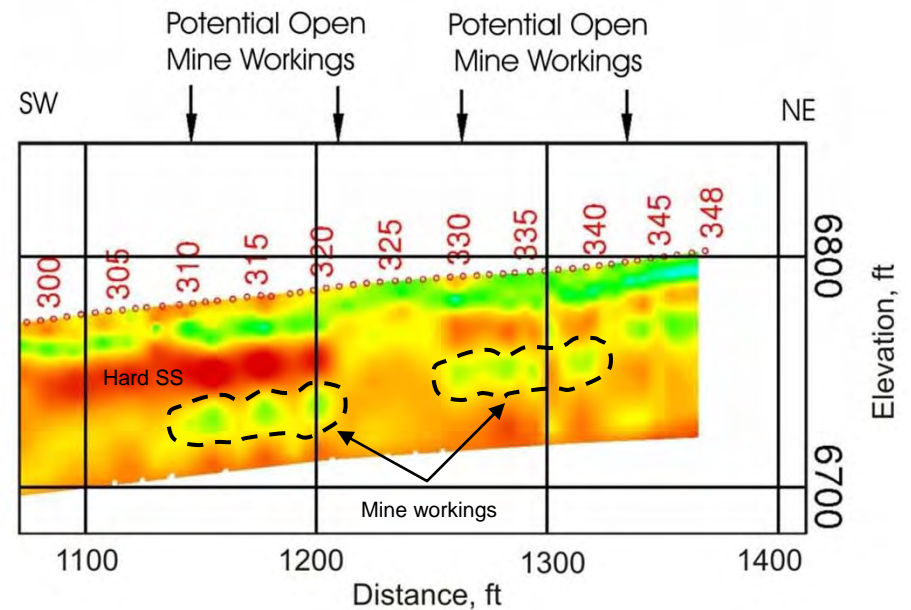 Potential Open
Mine Workings
Potential Open
Mine Workings
SW
NE
300
305
310
315
320
325
330
335
340
345
348
6800
6700
Elevation, ft
Hard SS
Mine workings
1100
1200
1300
1400
Distance, ft